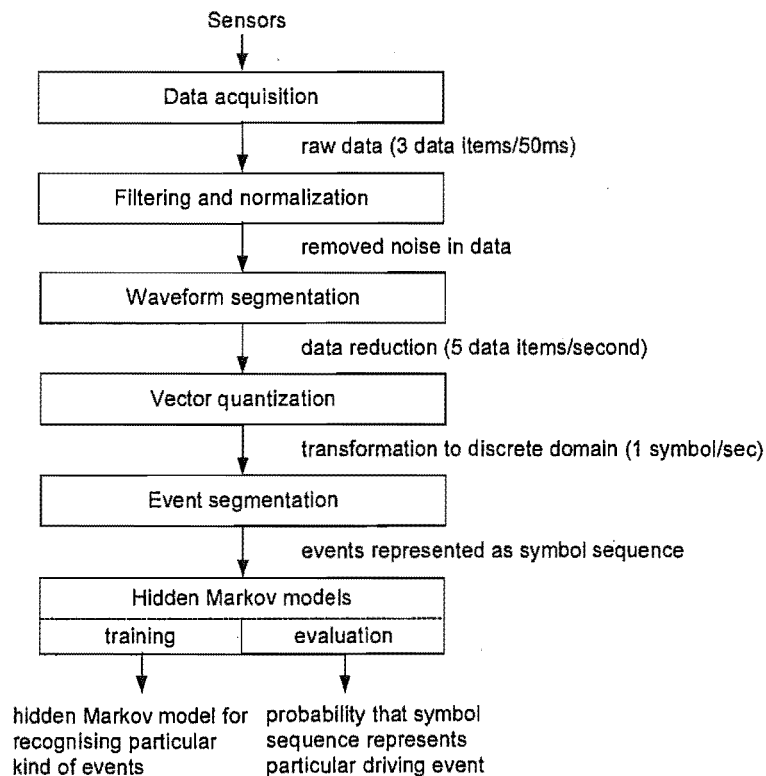 Sensors
Data acquisition
raw data (3 data items/50ms)
Filtering and normalization
removed noise in data
Waveform segmentation
data reduction (5 data items/second)
Vector quantization
transformation to discrete domain (1 symbol/sec)
Event segmentation
events represented as symbol sequence
Hidden Markov models
training
evaluation
hidden Markov model for
recognising particular
kind of events
probability that symbol
sequence represents
particular driving event